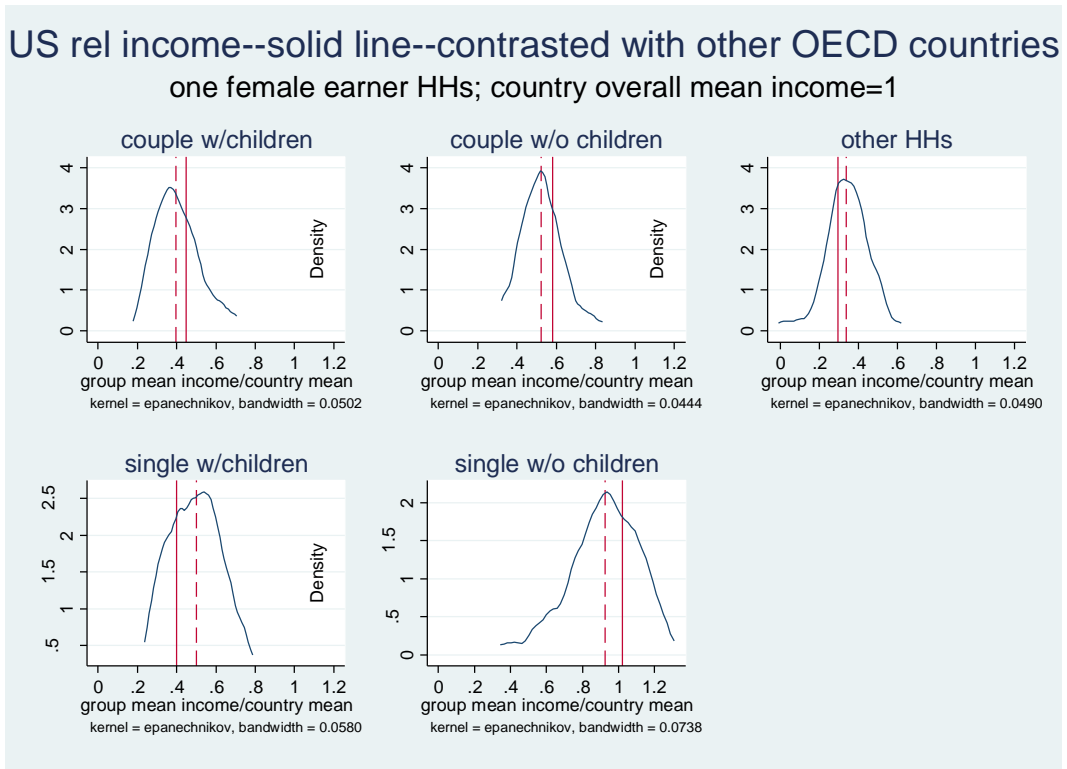 US rel income--solid line--contrasted with other OECD countries
one female earner HHs; country overall mean income=1
couple w/children
4
3
2
1
0
Density
0 .2 .4 .6 .8 1 1.2
group mean income/country mean
kernel = epanechnikov, bandwidth = 0.0502
couple w/o children
4
3
2
1
0
Density
0 .2 .4 .6 .8 1 1.2
group mean income/country mean
kernel = epanechnikov, bandwidth = 0.0444
other HHs
4
3
2
1
0
0 .2 .4 .6 .8 1 1.2
group mean income/country mean
kernel = epanechnikov, bandwidth = 0.0490
single w/children
2.5
2
1.5
1
.5
Density
0 .2 .4 .6 .8 1 1.2
group mean income/country mean
kernel = epanechnikov, bandwidth = 0.0580
single w/o children
2
1.5
1
.5
0
0 .2 .4 .6 .8 1 1.2
group mean income/country mean
kernel = epanechnikov, bandwidth = 0.0738